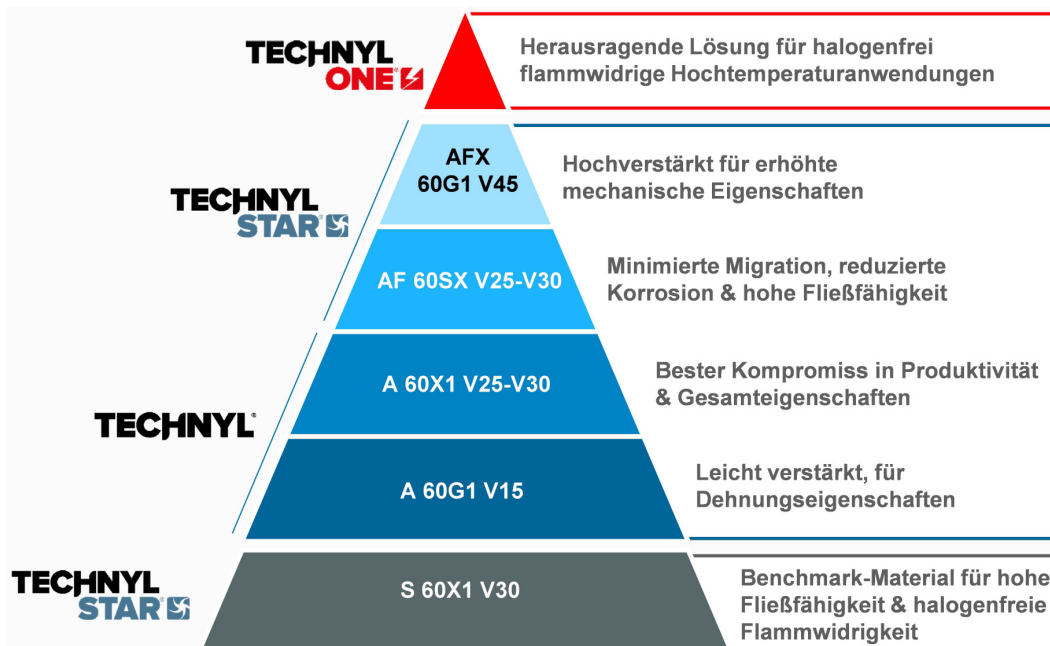 TECHNYL
ONE®
Herausragende Lösung für halogenfrei
flammwidrige Hochtemperaturanwendungen
AFX
60G1 V45
Hochverstärkt für erhöhte
mechanische Eigenschaften
TECHNYL
STAR®
AF 60SX V25-V30
Minimierte Migration, reduzierte
Korrosion & hohe Fließfähigkeit
A 60X1 V25-V30
Bester Kompromiss in Produktivität
& Gesamteigenschaften
TECHNYL®
A 60G1 V15
Leicht verstärkt, für
Dehnungseigenschaften
TECHNYL
STAR®
S 60X1 V30
Benchmark-Material für hohe
Fließfähigkeit & halogenfreie
Flammwidrigkeit